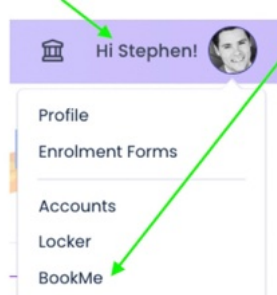 Hi Stephen!
Profile
Enrolment Forms
Accounts
Locker
BookMe